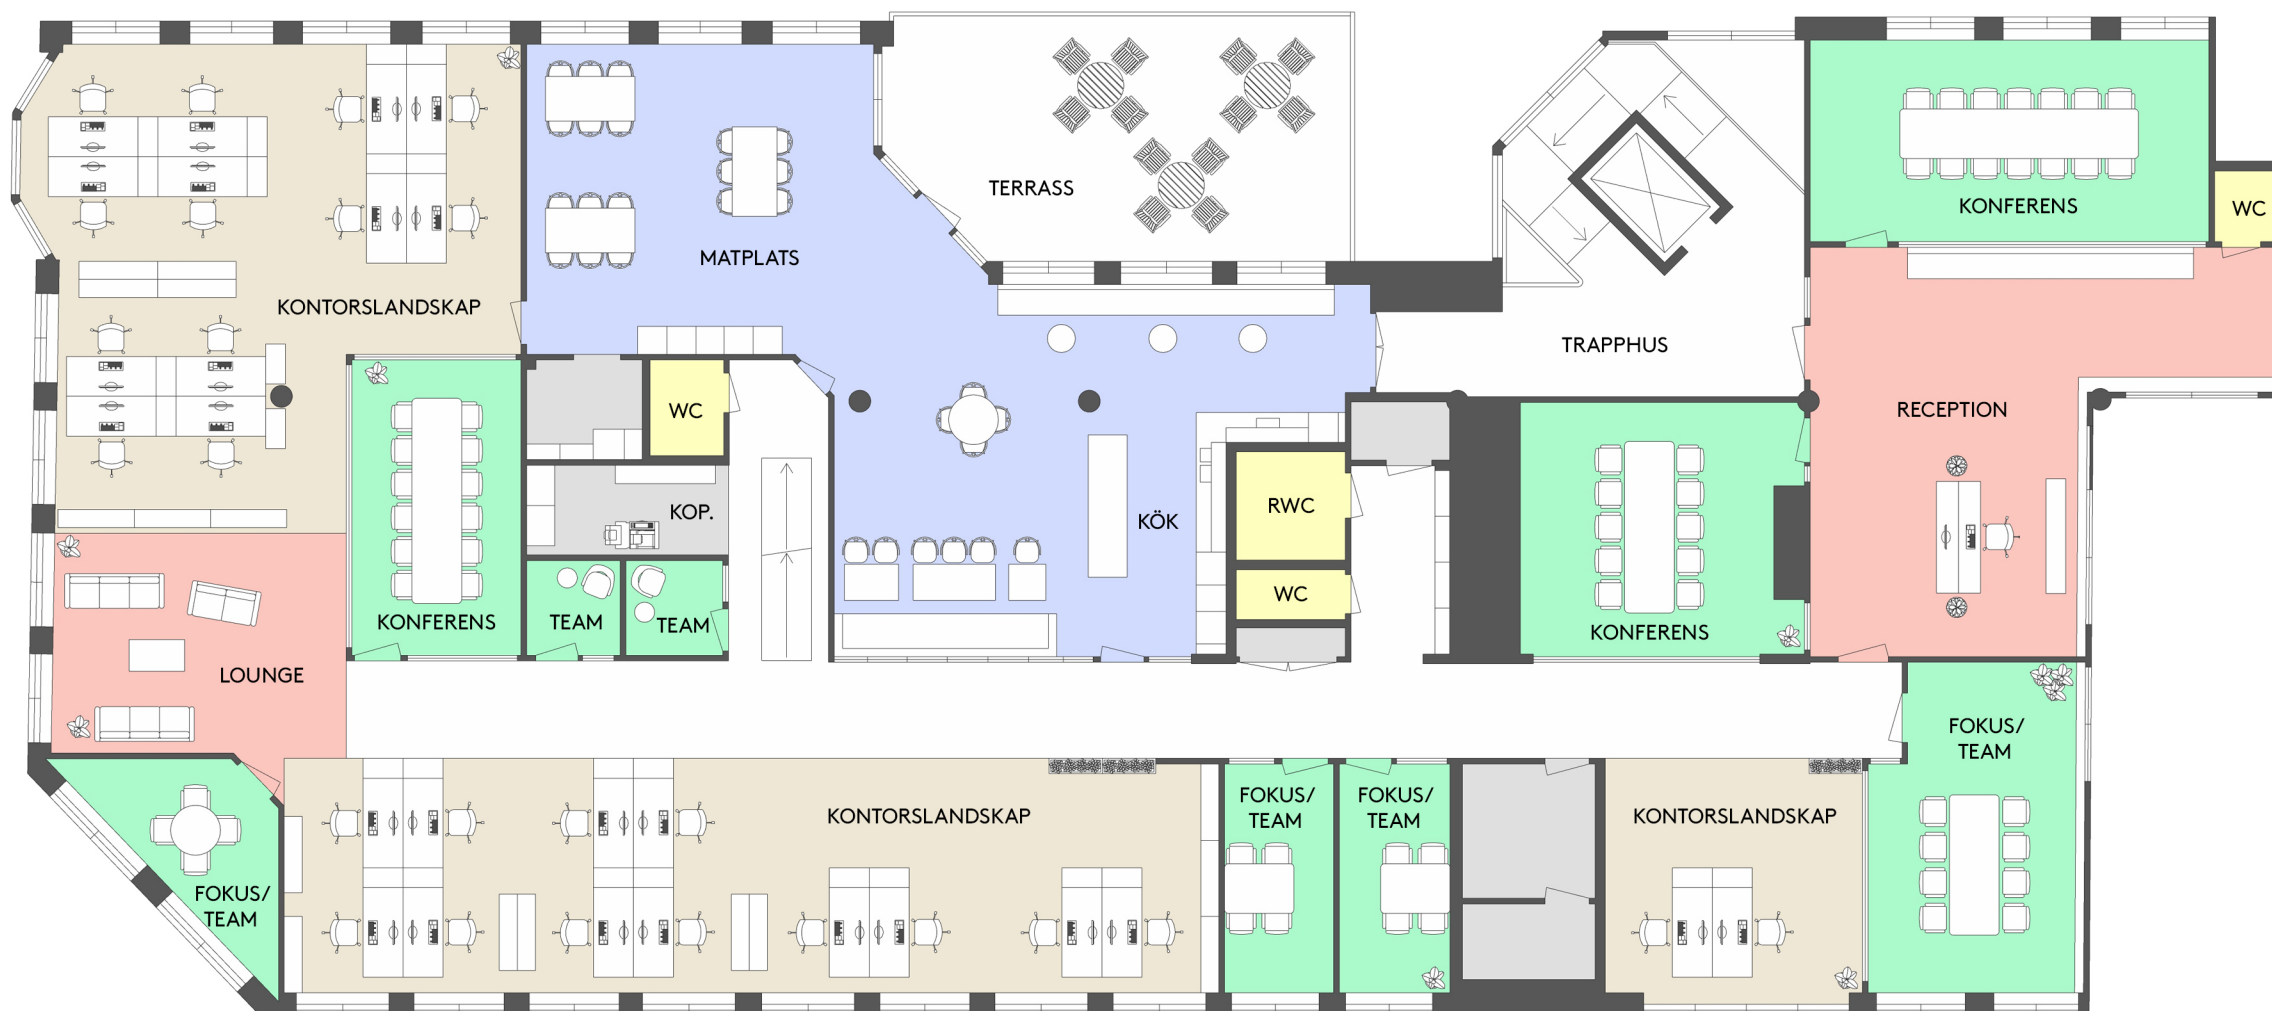 TERRASS
KONFERENS
WC
MATPLATS
KONTORSLANDSKAP
TRAPPHUS
RECEPTION
WC
KOP.
KÖK
RWC
WC
KONFERENS
TEAM
TEAM
KONFERENS
LOUNGE
FOKUS/
TEAM
KONTORSLANDSKAP
FOKUS/
TEAM
FOKUS/
TEAM
KONTORSLANDSKAP
FOKUS/
TEAM